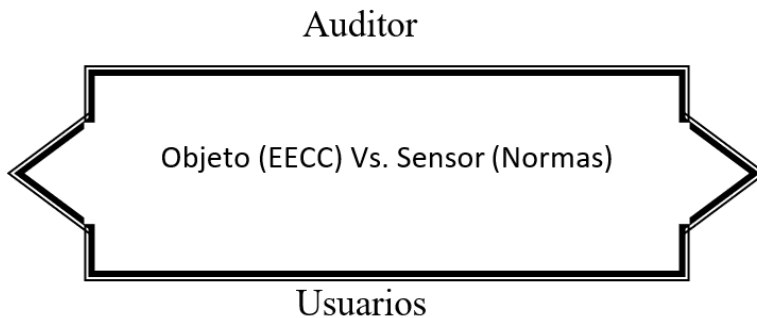 Auditor
Objeto (EECC) Vs. Sensor (Normas)
Usuarios